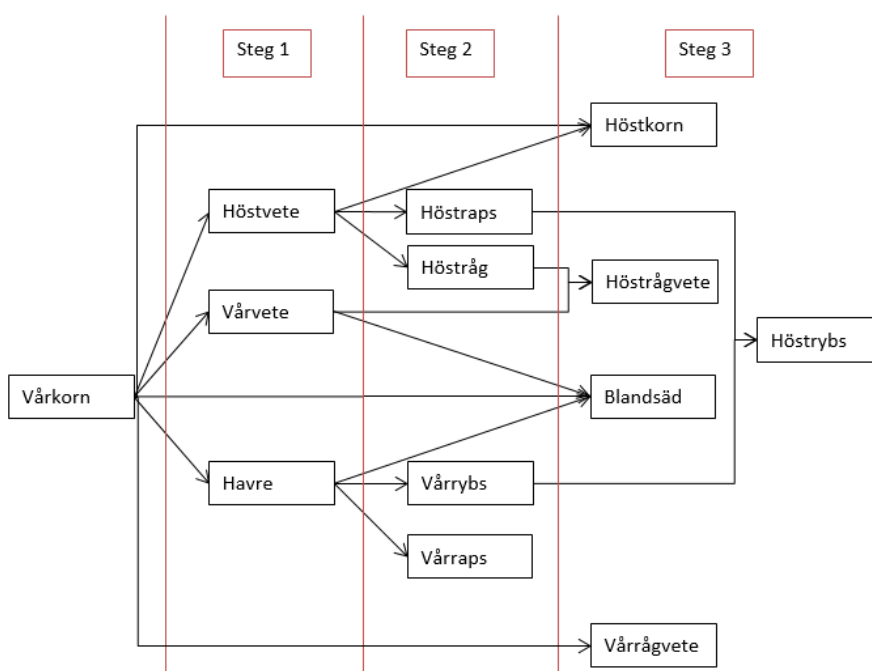 Steg 1
Steg 2
Steg 3
Höstkorn
Höstvete
Höstraps
Höstråg
Höstrågvete
Vårvete
Höstrybs
Vårkorn
Blandsäd
Havre
Vårrybs
Vårraps
Vårrågvete